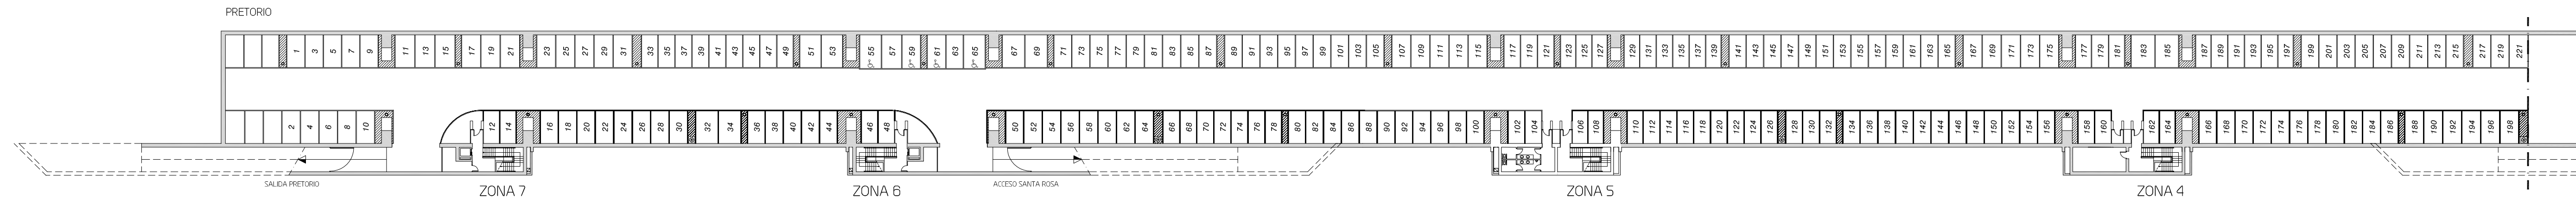 PRETORIO
1 3 5 7 9 11 13 15 17 19 21 23 25 27 29 31 33 35 37 39 41 43 45 47 49 51 53 55 57 59 61 63 65 67 69 71 73 75 77 79 81 83 85 87 89 91 93 95 97 99 101 103 105 107 109 111 113 115 117 119 121 123 125 127 129 131 133 135 137 139 141 143 145 147 149 151 153 155 157 159 161 163 165 167 169 171 173 175 177 179 181 183 185 187 189 191 193 195 197 199 201 203 205 207 209 211 213 215 217 219 221
2 4 6 8 10 12 14 16 18 20 22 24 26 28 30 32 34 36 38 40 42 44 46 48 50 52 54 56 58 60 62 64 66 68 70 72 74 76 78 80 82 84 86 88 90 92 94 96 98 100 102 104 106 108 110 112 114 116 118 120 122 124 126 128 130 132 134 136 138 140 142 144 146 148 150 152 154 156 158 160 162 164 166 168 170 172 174 176 178 180 182 184 186 188 190 192 194 196 198
SALIDA PRETORIO
ACCESO SANTA ROSA
ZONA 7
ZONA 6
ZONA 5
ZONA 4